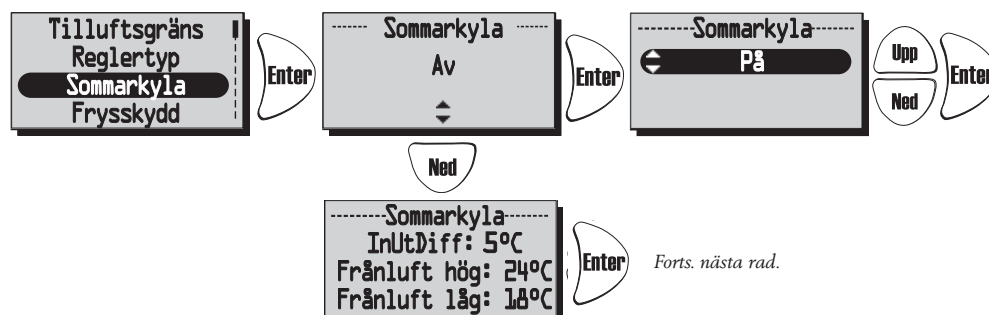 Tilluftsgräns
Reglertyp
Sommarkyla
Frysskydd
Enter
Sommarkyla
Av
Enter
Sommarkyla
På
Upp
Ned
Enter
Ned
Sommarkyla
InUtDiff: 5°C
Frånluft hög: 24°C
Frånluft låg: 18°C
Enter
Forts. nästa rad.